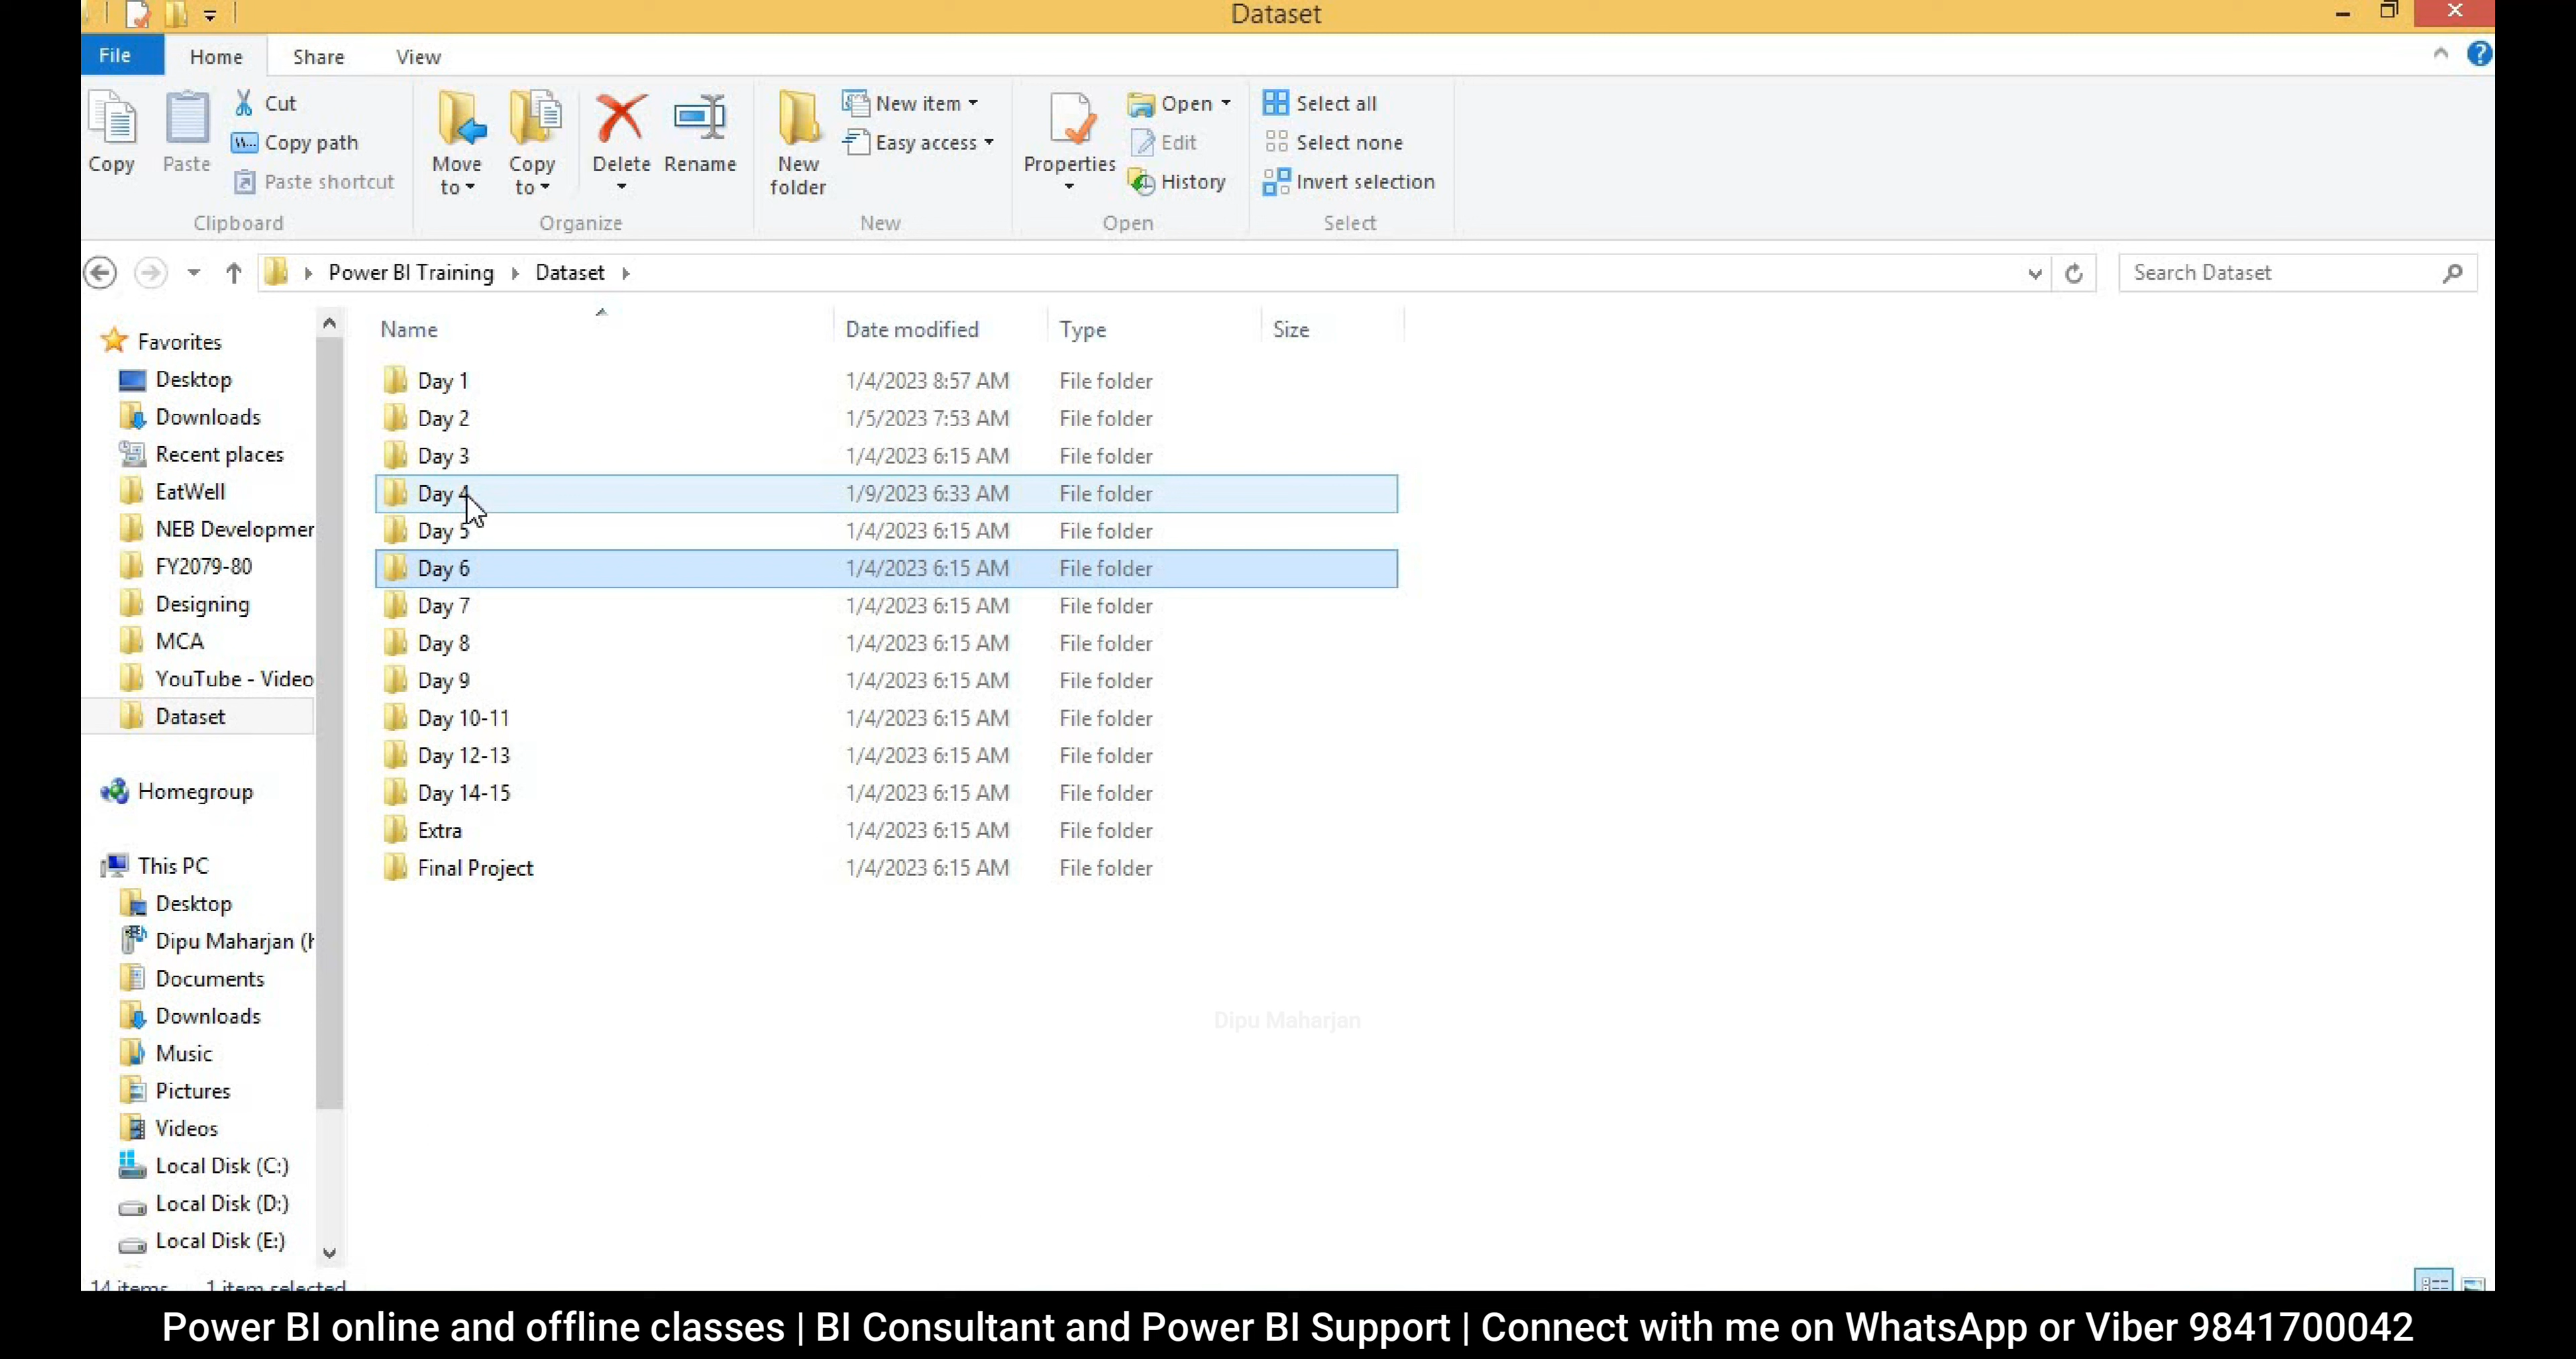 Dataset
File Home Share View
Copy
Paste
Cut
Copy path
Paste shortcut
Clipboard
Move to
Copy to
Delete
Rename
Organize
New folder
New item
Easy access
New
Properties
Open
Edit
History
Open
Select all
Select none
Invert selection
Select
Power BI Training Dataset
Search Dataset
Favorites
Desktop
Downloads
Recent places
EatWell
NEB Developmer
FY2079-80
Designing
MCA
YouTube - Video
Dataset
Homegroup
This PC
Desktop
Dipu Maharjan (h
Documents
Downloads
Music
Pictures
Videos
Local Disk (C:)
Local Disk (D:)
Local Disk (E:)
Name Date modified Type Size
Day 1 1/4/2023 8:57 AM File folder
Day 2 1/5/2023 7:53 AM File folder
Day 3 1/4/2023 6:15 AM File folder
Day 4 1/9/2023 6:33 AM File folder
Day 5 1/4/2023 6:15 AM File folder
Day 6 1/4/2023 6:15 AM File folder
Day 7 1/4/2023 6:15 AM File folder
Day 8 1/4/2023 6:15 AM File folder
Day 9 1/4/2023 6:15 AM File folder
Day 10-11 1/4/2023 6:15 AM File folder
Day 12-13 1/4/2023 6:15 AM File folder
Day 14-15 1/4/2023 6:15 AM File folder
Extra 1/4/2023 6:15 AM File folder
Final Project 1/4/2023 6:15 AM File folder
Dipu Maharjan
14 items 1 item selected
Power BI online and offline classes | BI Consultant and Power BI Support | Connect with me on WhatsApp or Viber 9841700042